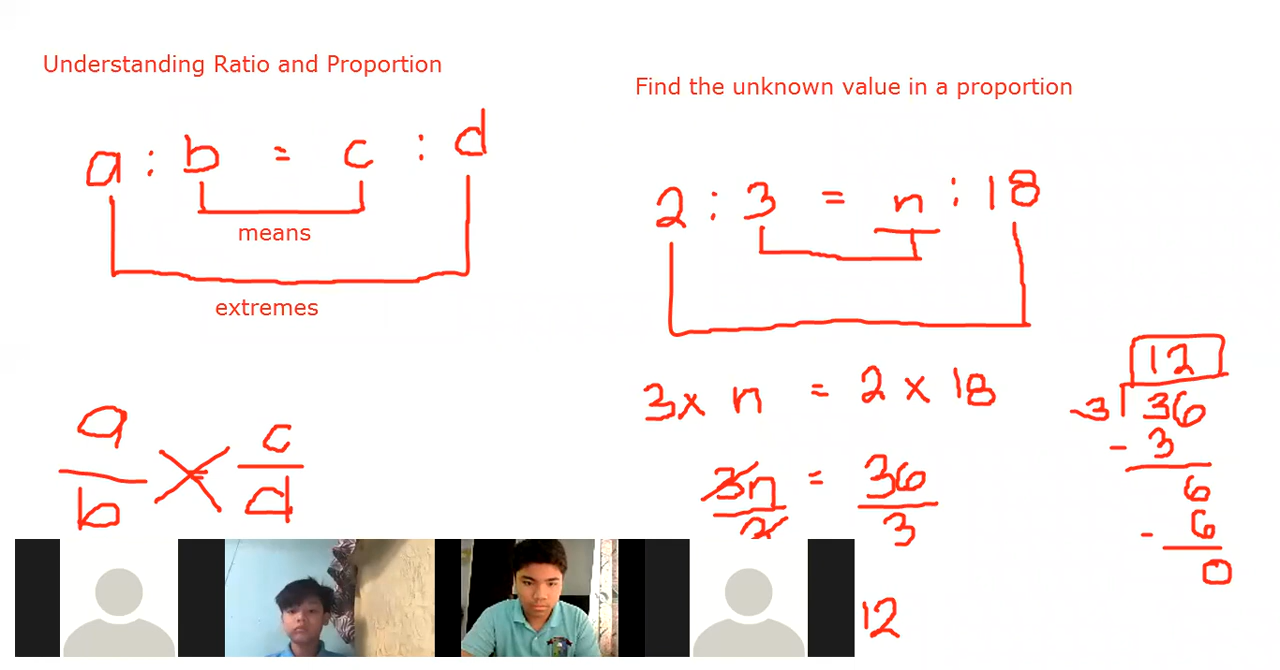 Understanding Ratio and Proportion
a : b = c : d
means
extremes
a c
b = d
Find the unknown value in a proportion
2 : 3 = n : 18
3 x n = 2 x 18
3n = 36
3
12
12
3 36
- 3
6
- 6
0